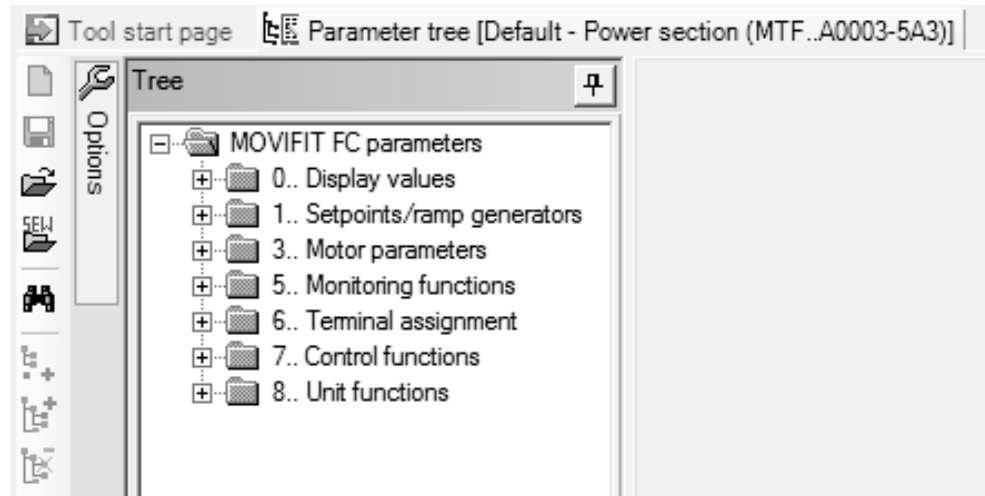 Tool start page
Parameter tree [Default - Power section (MTF..A0003-5A3)]
Options
Tree
MOVIFIT FC parameters
0.. Display values
1.. Setpoints/ramp generators
3.. Motor parameters
5.. Monitoring functions
6.. Terminal assignment
7.. Control functions
8.. Unit functions
SEW